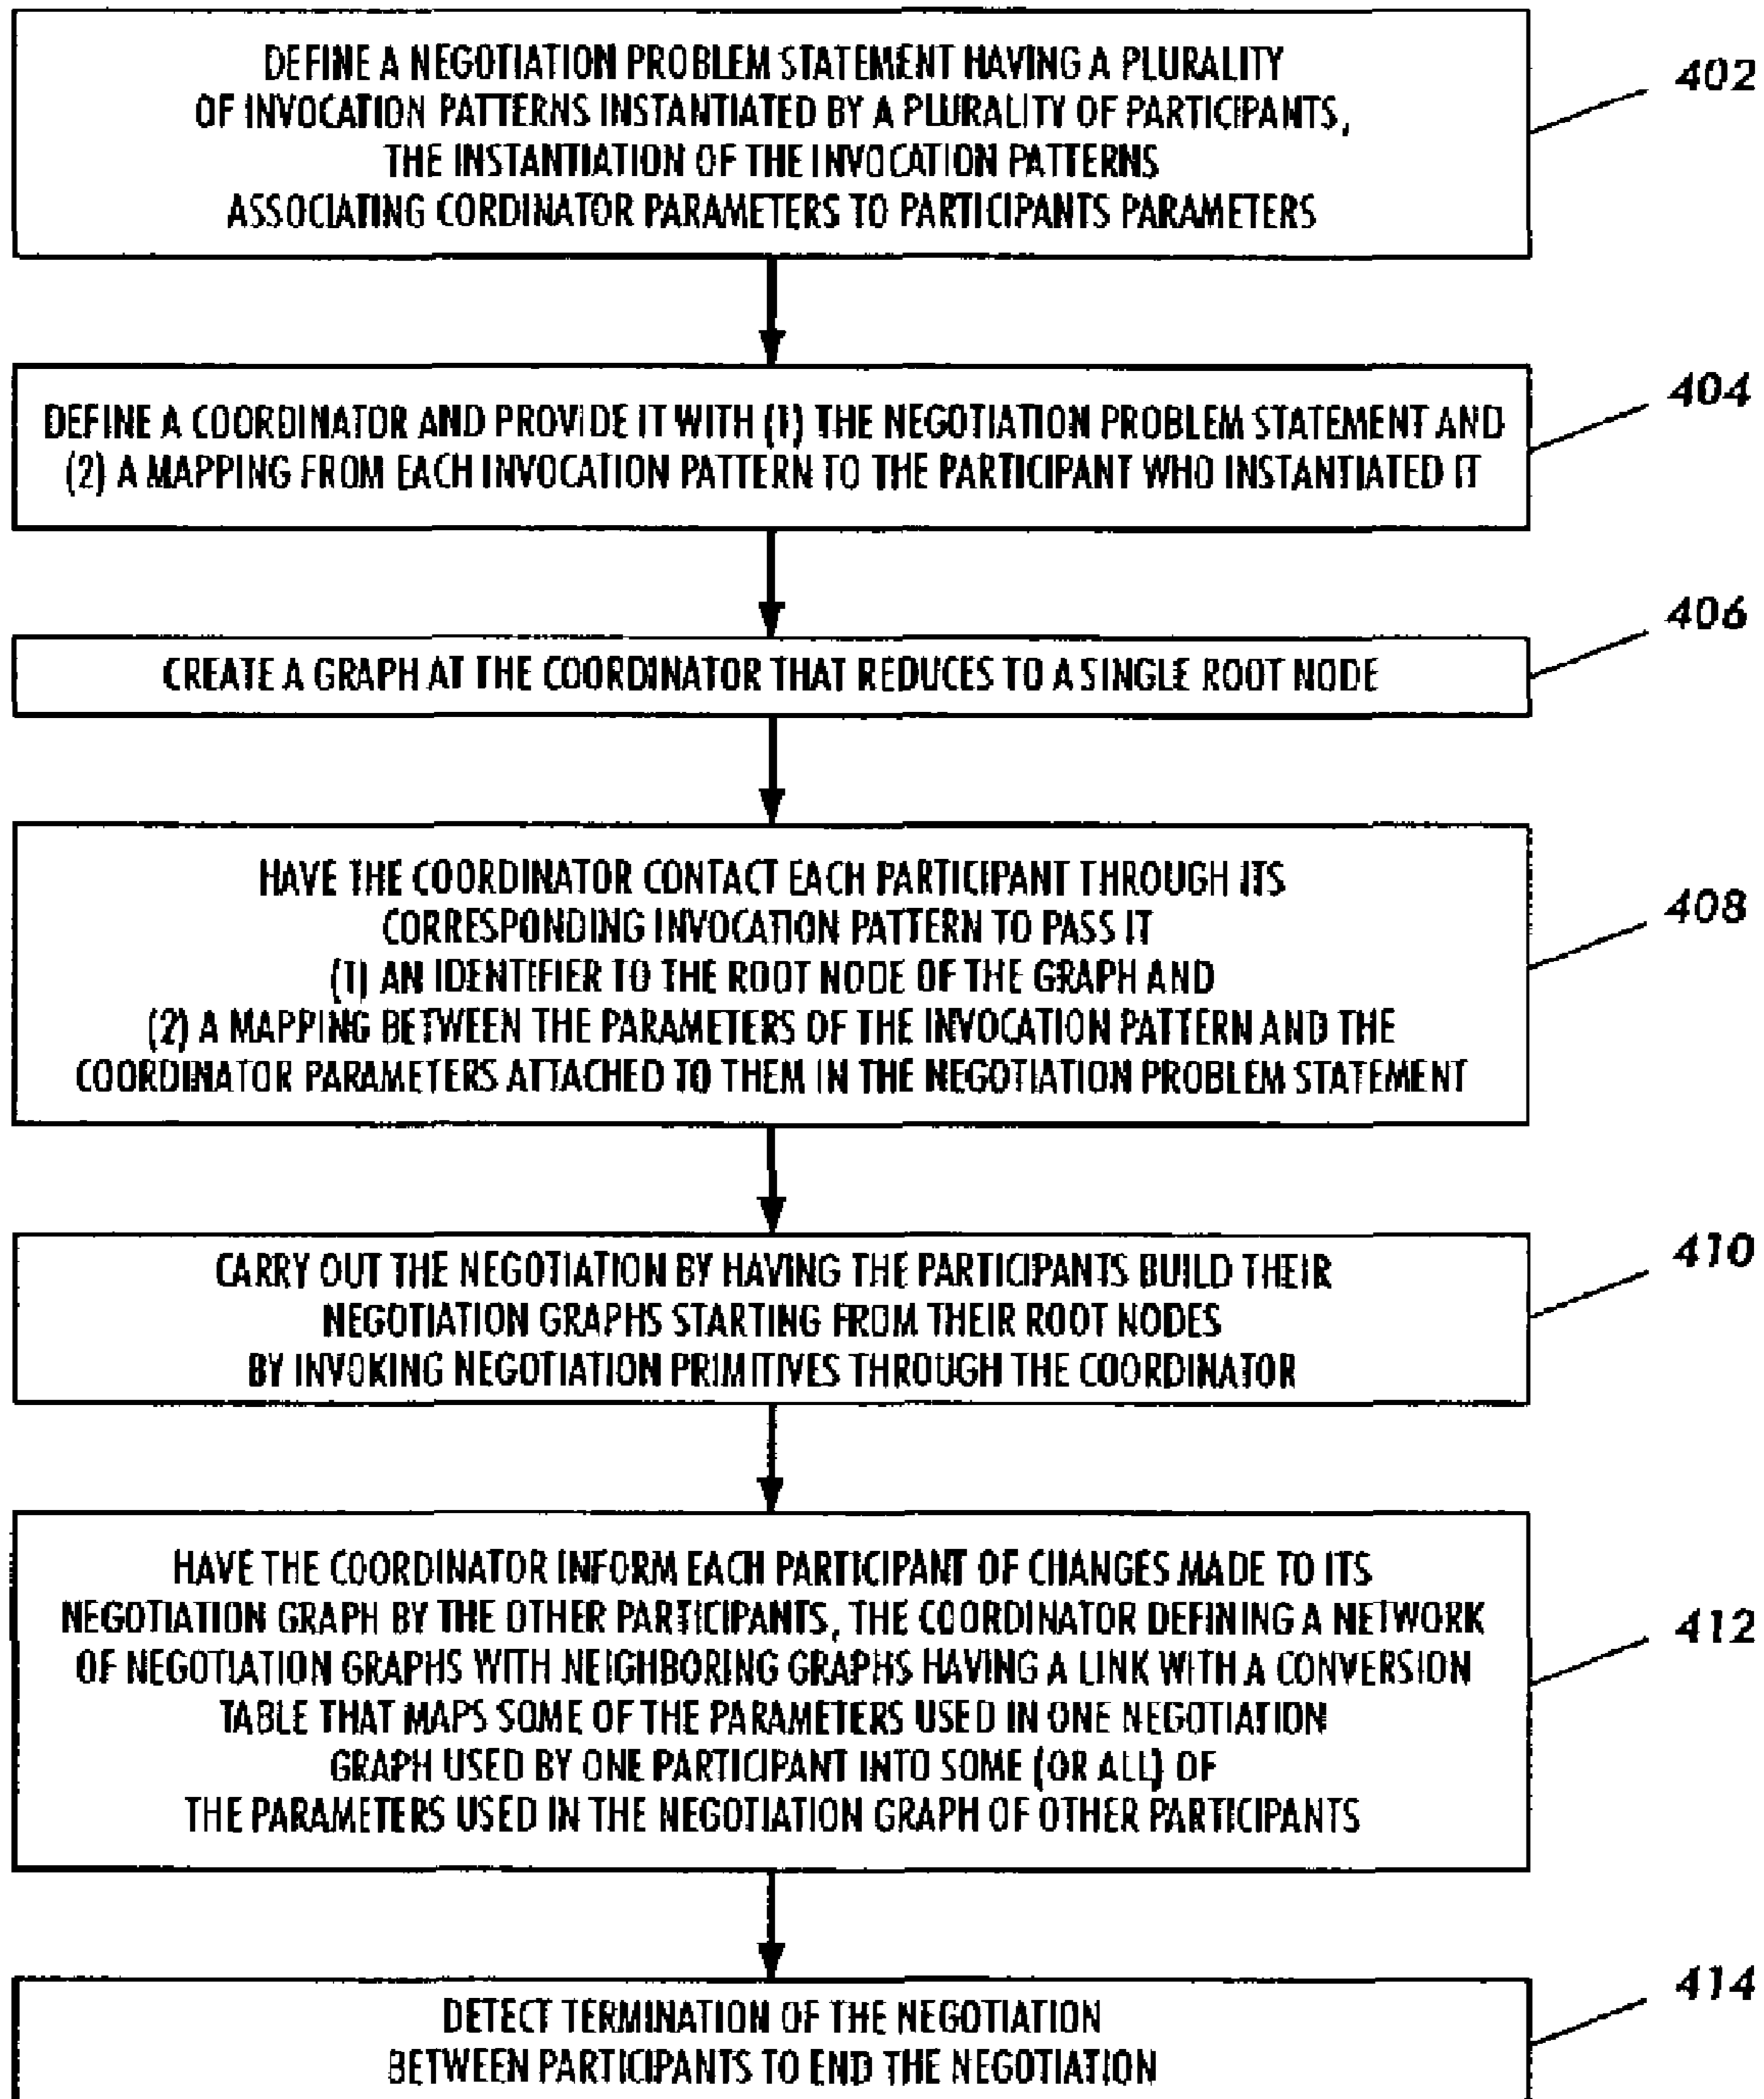 DEFINE A NEGOTIATION PROBLEM STATEMENT HAVING A PLURALITY
OF INVOCATION PATTERNS INSTANTIATED BY A PLURALITY OF PARTICIPANTS,
THE INSTANTIATION OF THE INVOCATION PATTERNS
ASSOCIATING CORDINATOR PARAMETERS TO PARTICIPANTS PARAMETERS
402
DEFINE A COORDINATOR AND PROVIDE IT WITH (1) THE NEGOTIATION PROBLEM STATEMENT AND
(2) A MAPPING FROM EACH INVOCATION PATTERN TO THE PARTICIPANT WHO INSTANTIATED IT
404
CREATE A GRAPH AT THE COORDINATOR THAT REDUCES TO A SINGLE ROOT NODE
406
HAVE THE COORDINATOR CONTACT EACH PARTICIPANT THROUGH ITS
CORRESPONDING INVOCATION PATTERN TO PASS IT
(1) AN IDENTIFIER TO THE ROOT NODE OF THE GRAPH AND
(2) A MAPPING BETWEEN THE PARAMETERS OF THE INVOCATION PATTERN AND THE
COORDINATOR PARAMETERS ATTACHED TO THEM IN THE NEGOTIATION PROBLEM STATEMENT
408
CARRY OUT THE NEGOTIATION BY HAVING THE PARTICIPANTS BUILD THEIR
NEGOTIATION GRAPHS STARTING FROM THEIR ROOT NODES
BY INVOKING NEGOTIATION PRIMITIVES THROUGH THE COORDINATOR
410
HAVE THE COORDINATOR INFORM EACH PARTICIPANT OF CHANGES MADE TO ITS
NEGOTIATION GRAPH BY THE OTHER PARTICIPANTS, THE COORDINATOR DEFINING A NETWORK
OF NEGOTIATION GRAPHS WITH NEIGHBORING GRAPHS HAVING A LINK WITH A CONVERSION
TABLE THAT MAPS SOME OF THE PARAMETERS USED IN ONE NEGOTIATION
GRAPH USED BY ONE PARTICIPANT INTO SOME (OR ALL) OF
THE PARAMETERS USED IN THE NEGOTIATION GRAPH OF OTHER PARTICIPANTS
412
DETECT TERMINATION OF THE NEGOTIATION
BETWEEN PARTICIPANTS TO END THE NEGOTIATION
414